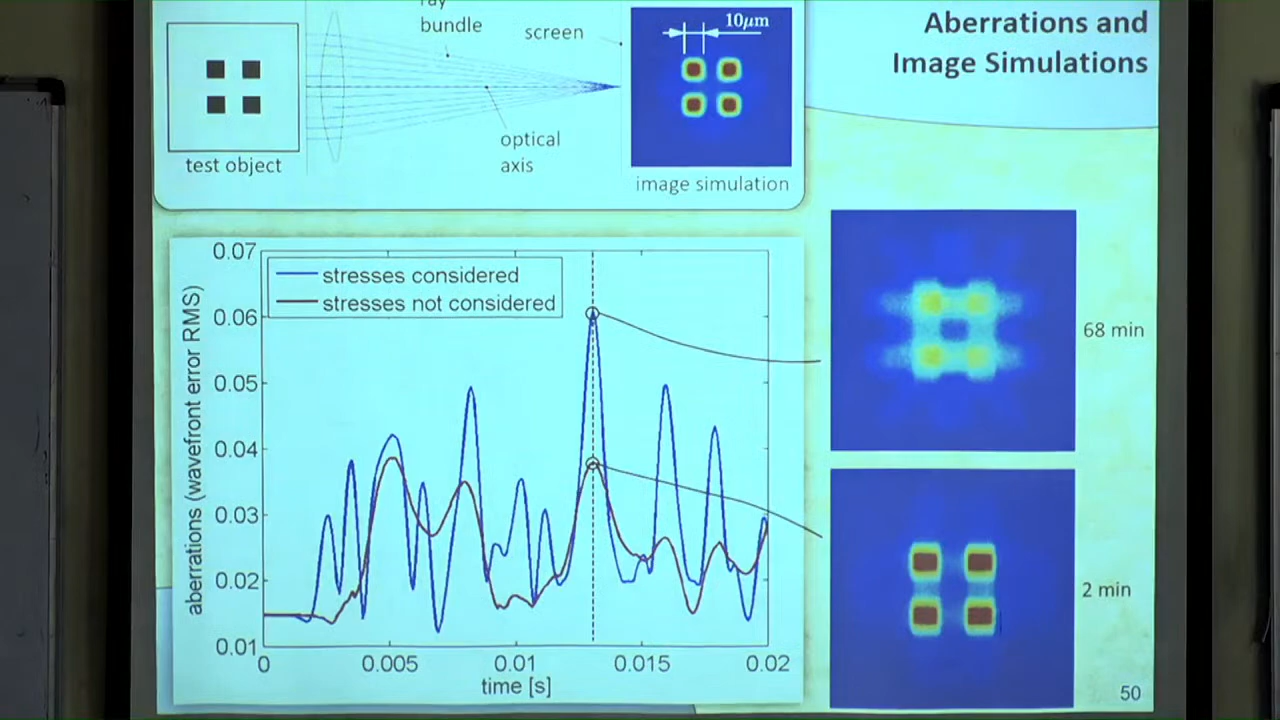 Aberrations and
Image Simulations
ray
bundle
screen
optical
axis
test object
10μm
image simulation
stresses considered
stresses not considered
aberrations (wavefront error RMS)
0.07
0.06
0.05
0.04
0.03
0.02
0.01
0
0.005
0.01
0.015
0.02
time [s]
68 min
2 min
50